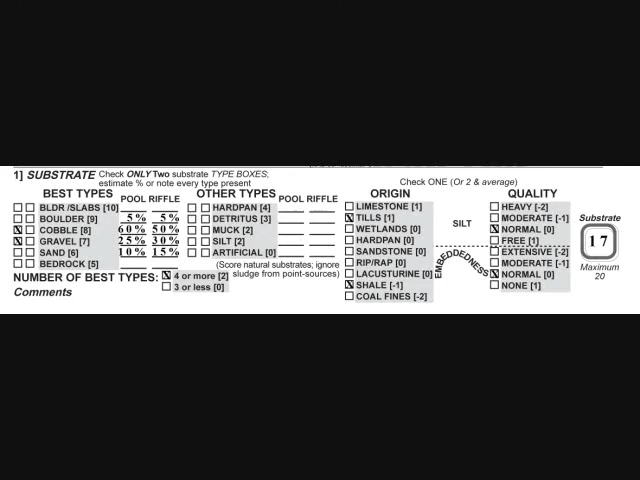 1] SUBSTRATE Check ONLY Two substrate TYPE BOXES;
estimate % or note every type present
Check ONE (Or 2 & average)
BEST TYPES POOL RIFFLE OTHER TYPES POOL RIFFLE ORIGIN QUALITY
BLDR /SLABS [10] HARDPAN [4] LIMESTONE [1] HEAVY [-2]
BOULDER [9] 5% 5% DETRITUS [3] X TILLS [1] SILT MODERATE [-1] Substrate
X COBBLE [8] 60% 50% MUCK [2] WETLANDS [0] X NORMAL [0]
X GRAVEL [7] 25% 30% SILT [2] HARDPAN [0] FREE [1] 17
SAND [6] 10% 15% ARTIFICIAL [0] SANDSTONE [0] EMBEDDEDNESS EXTENSIVE [-2]
BEDROCK [5] (Score natural substrates; ignore RIP/RAP [0] MODERATE [-1] Maximum
NUMBER OF BEST TYPES: X 4 or more [2] sludge from point-sources) LACUSTURINE [0] X NORMAL [0] 20
3 or less [0] X SHALE [-1] NONE [1]
Comments COAL FINES [-2]